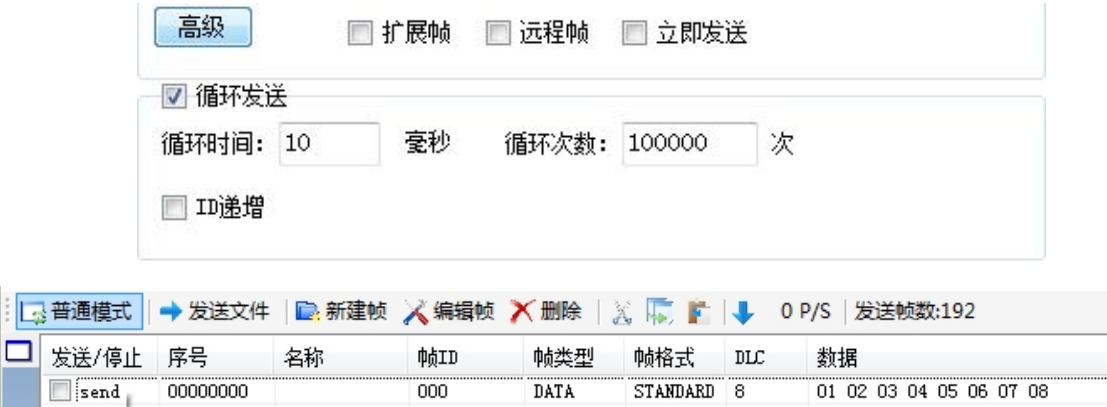 高级 扩展帧 远程帧 立即发送
循环发送
循环时间: 10 毫秒 循环次数: 100000 次
ID递增
普通模式 发送文件 新建帧 编辑帧 删除 0 P/S 发送帧数:192
发送/停止 序号 名称 帧ID 帧类型 帧格式 DLC 数据
send 00000000 000 DATA STANDARD 8 01 02 03 04 05 06 07 08